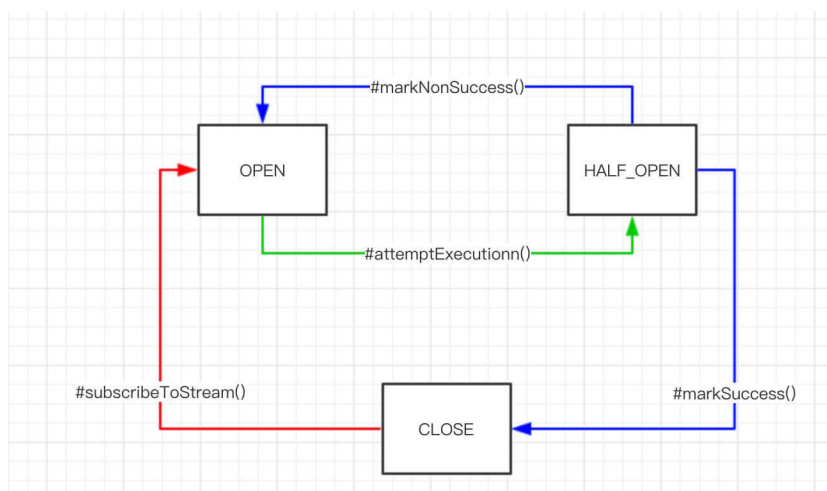 #markNonSuccess()
OPEN
HALF_OPEN
#attemptExecutionn()
#subscribeToStream()
#markSuccess()
CLOSE